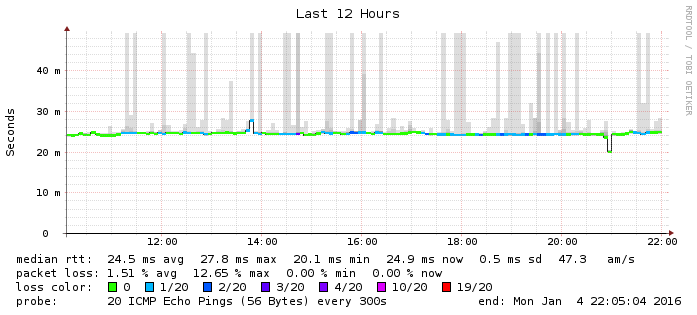 Last 12 Hours
RRDTOOL / TOBI OETIKER
Seconds
40 m
30 m
20 m
10 m
0
12:00 14:00 16:00 18:00 20:00 22:00
median rtt: 24.5 ms avg 27.8 ms max 20.1 ms min 24.9 ms now 0.5 ms sd 47.3 am/s
packet loss: 1.51 % avg 12.65 % max 0.00 % min 0.00 % now
loss color: 0 1/20 2/20 3/20 4/20 10/20 19/20
probe: 20 ICMP Echo Pings (56 Bytes) every 300s end: Mon Jan 4 22:05:04 2016